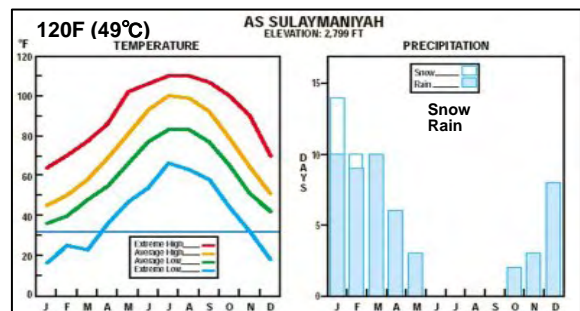 120F (49°C)
AS SULAYMANIYAH
ELEVATION: 2,799 FT
°F
TEMPERATURE
PRECIPITATION
120
100
80
60
40
20
0
Extreme High
Average High
Average Low
Extreme Low
J F M A M J J A S O N D
15
10
5
0
DAYS
Snow
Rain
Snow
Rain
J F M A M J J A S O N D